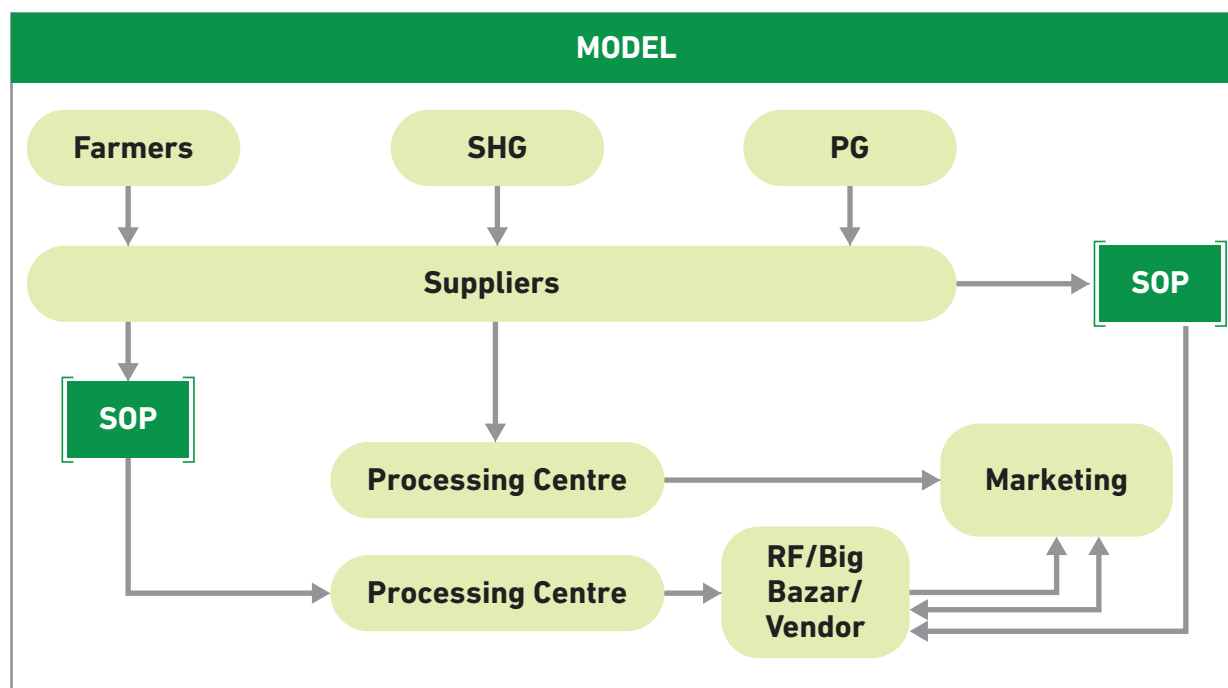 MODEL
Farmers
SHG
PG
Suppliers
SOP
SOP
Processing Centre
Marketing
Processing Centre
RF/Big
Bazar/
Vendor